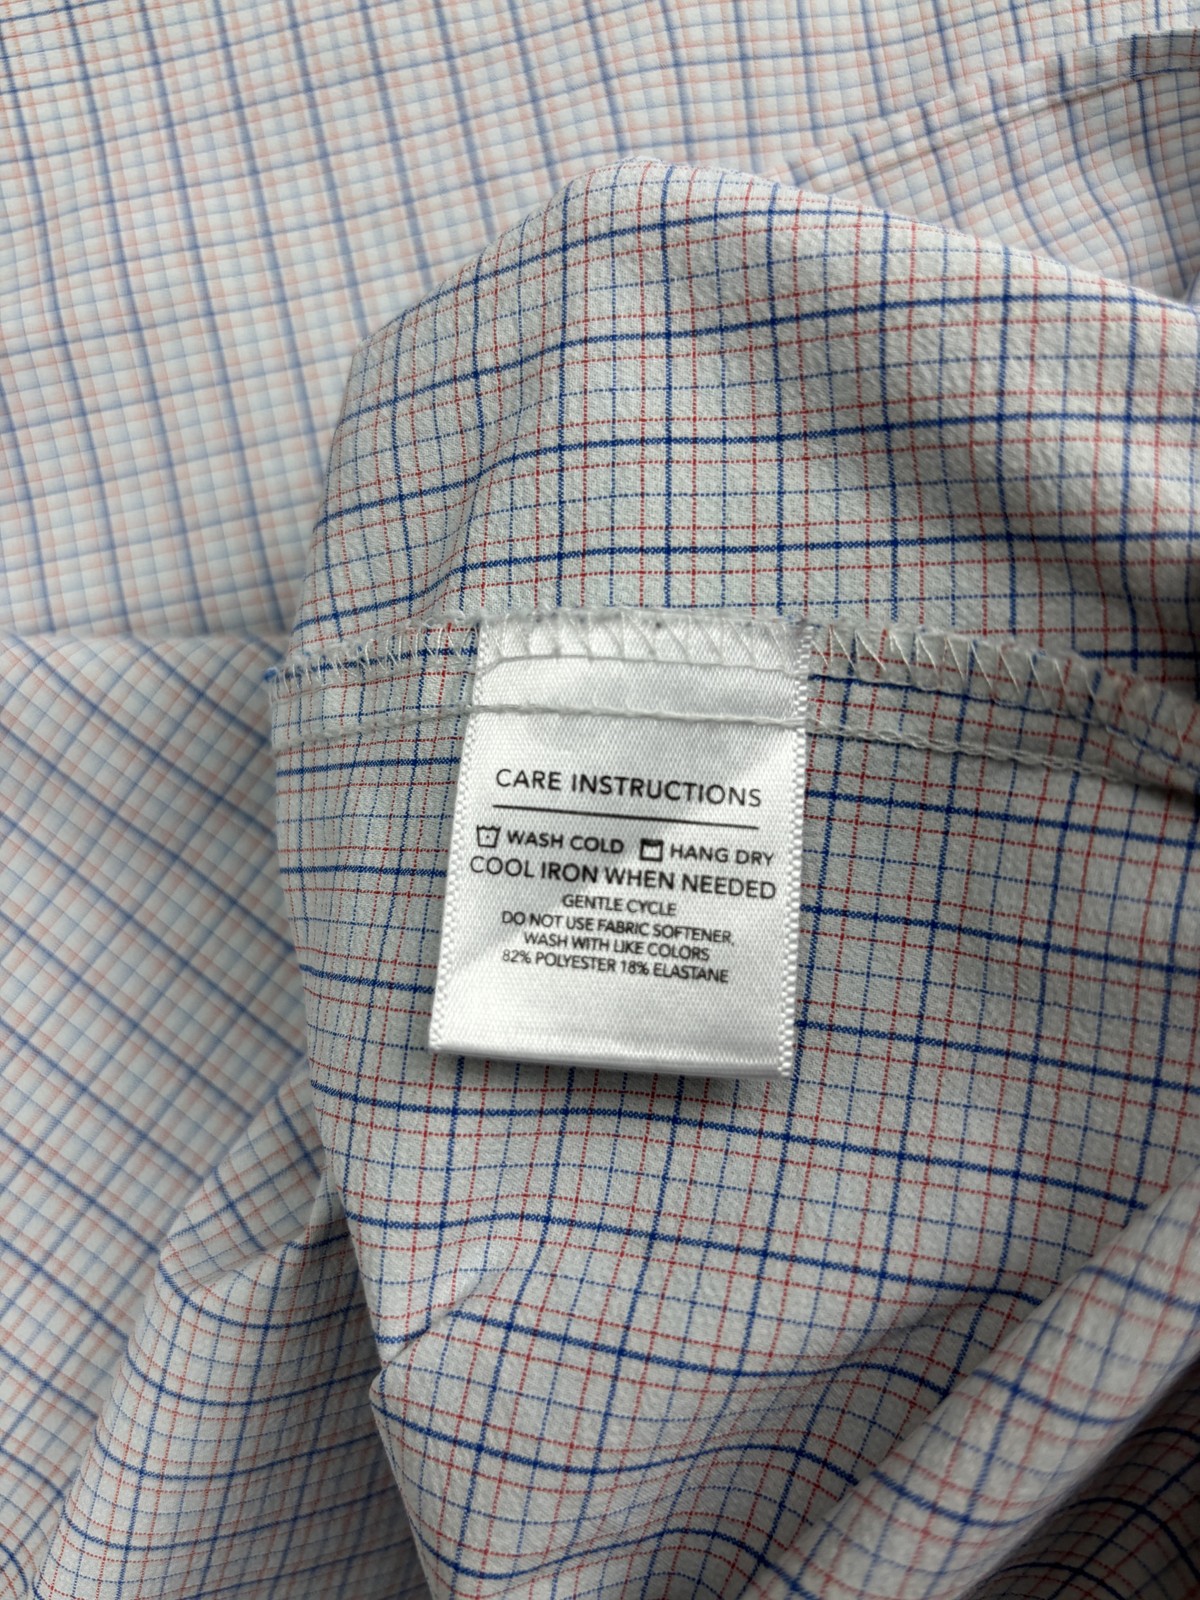 CARE INSTRUCTIONS
WASH COLD HANG DRY
COOL IRON WHEN NEEDED
GENTLE CYCLE
DO NOT USE FABRIC SOFTENER,
WASH WITH LIKE COLORS
82% POLYESTER 18% ELASTANE